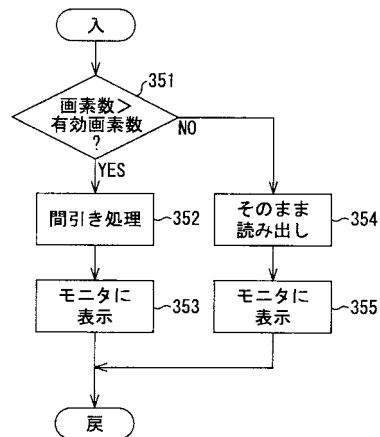 入
351
画素数>
有効画素数
?
NO
YES
間引き処理
352
そのまま
読み出し
354
モニタに
表示
353
モニタに
表示
355
戻